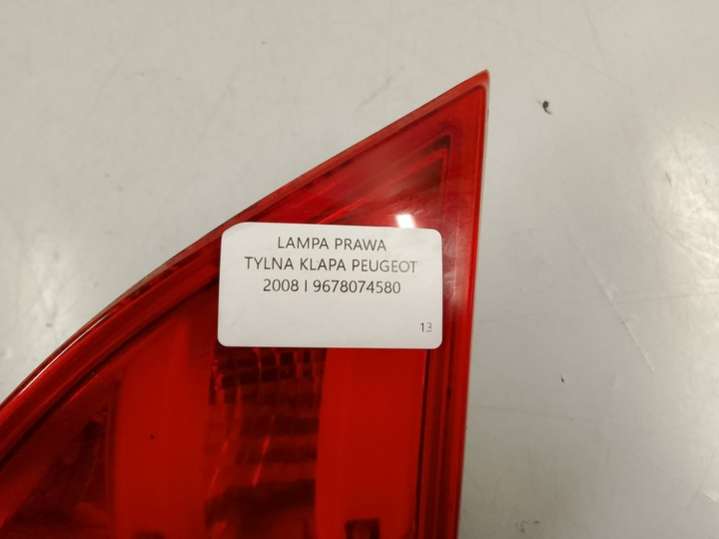 LAMPA PRAWA
TYLNA KLAPA PEUGEOT
2008 I 9678074580
13